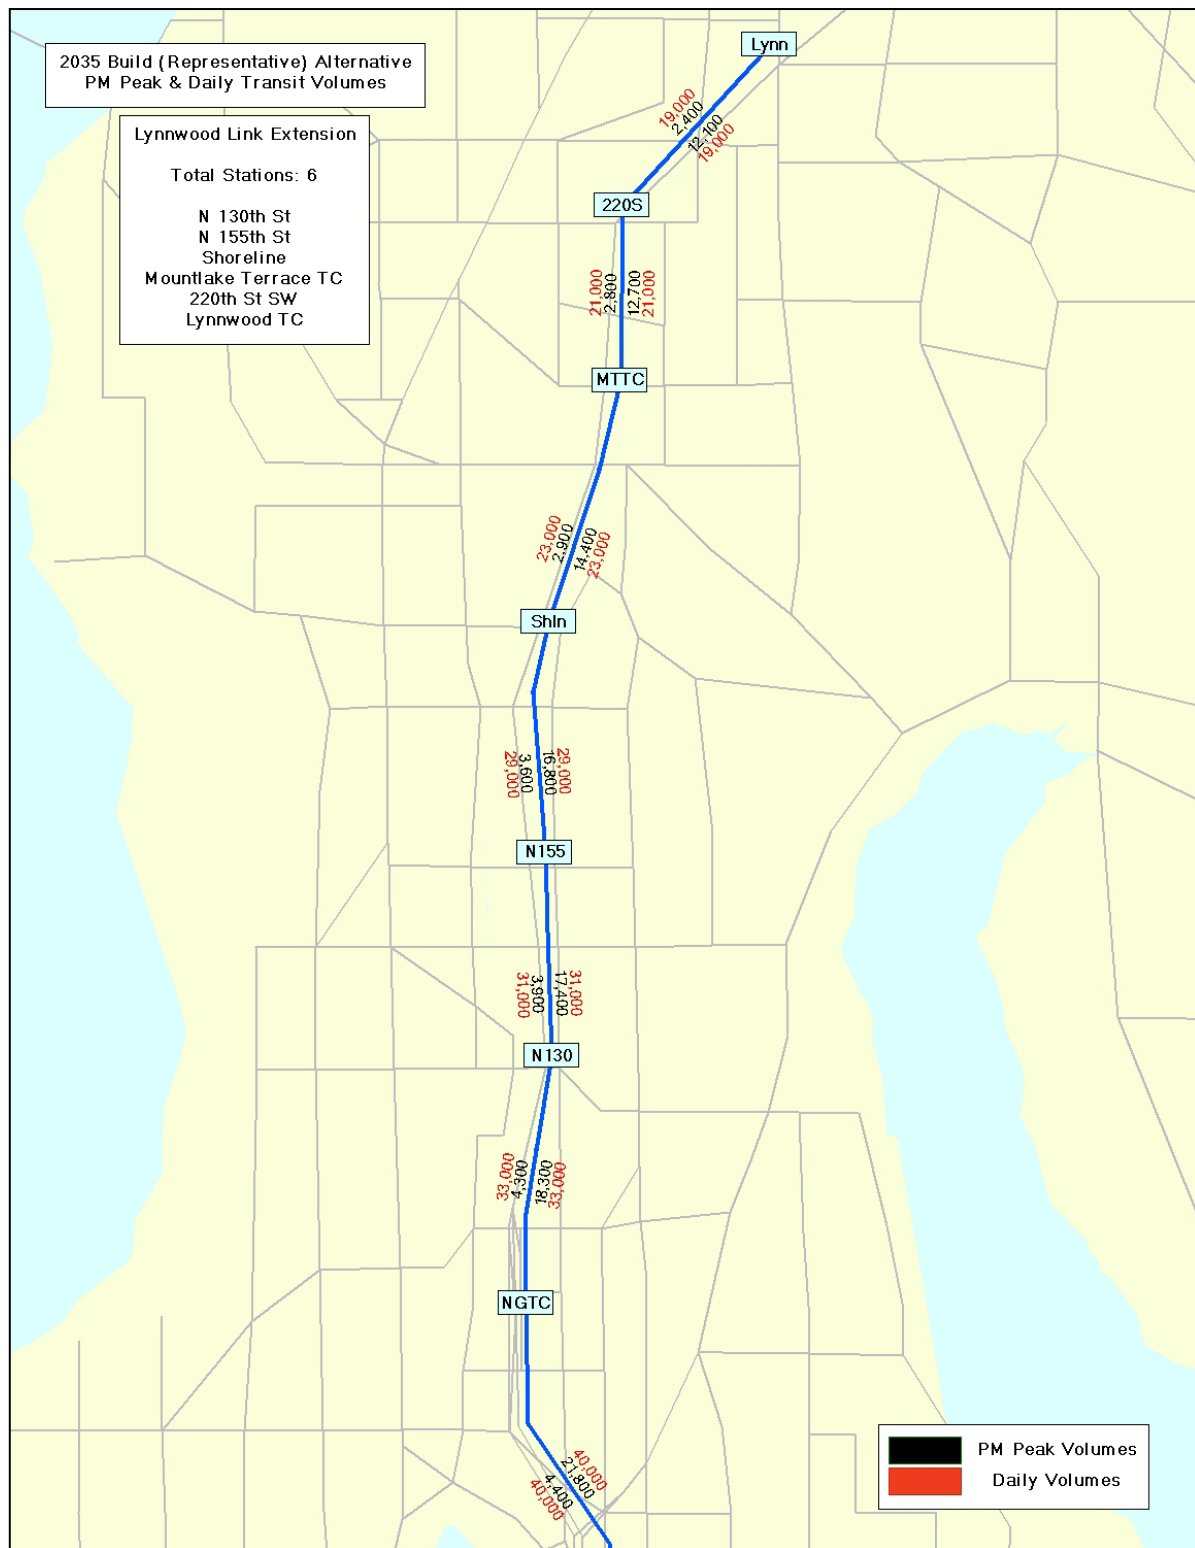 2035 Build (Representative) Alternative
PM Peak & Daily Transit Volumes
Lynnwood Link Extension
Total Stations: 6
N 130th St
N 155th St
Shoreline
Mountlake Terrace TC
220th St SW
Lynnwood TC
Lynn
19,000
2,400
12,100
19,000
220S
21,000
2,800
12,700
21,000
MTTC
23,000
2,900
14,400
23,000
Shln
29,000
3,600
16,800
29,000
N155
31,000
3,900
17,400
31,000
N130
33,000
4,300
18,300
33,000
NGTC
40,000
21,800
4,400
40,000
PM Peak Volumes
Daily Volumes